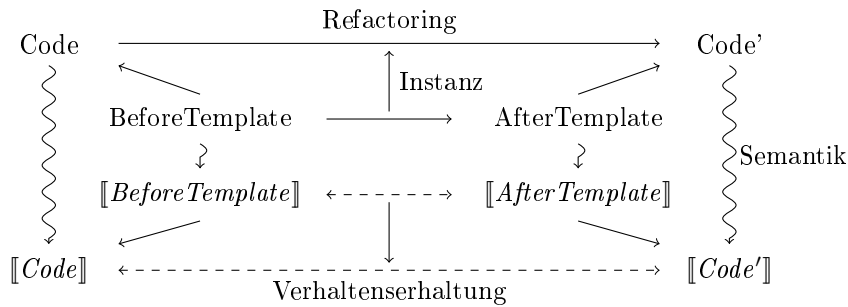 Refactoring
Code Code'
Instanz
BeforeTemplate AfterTemplate
Semantik
⟦BeforeTemplate⟧ ⟦AfterTemplate⟧
⟦Code⟧ ⟦Code'⟧
Verhaltenserhaltung